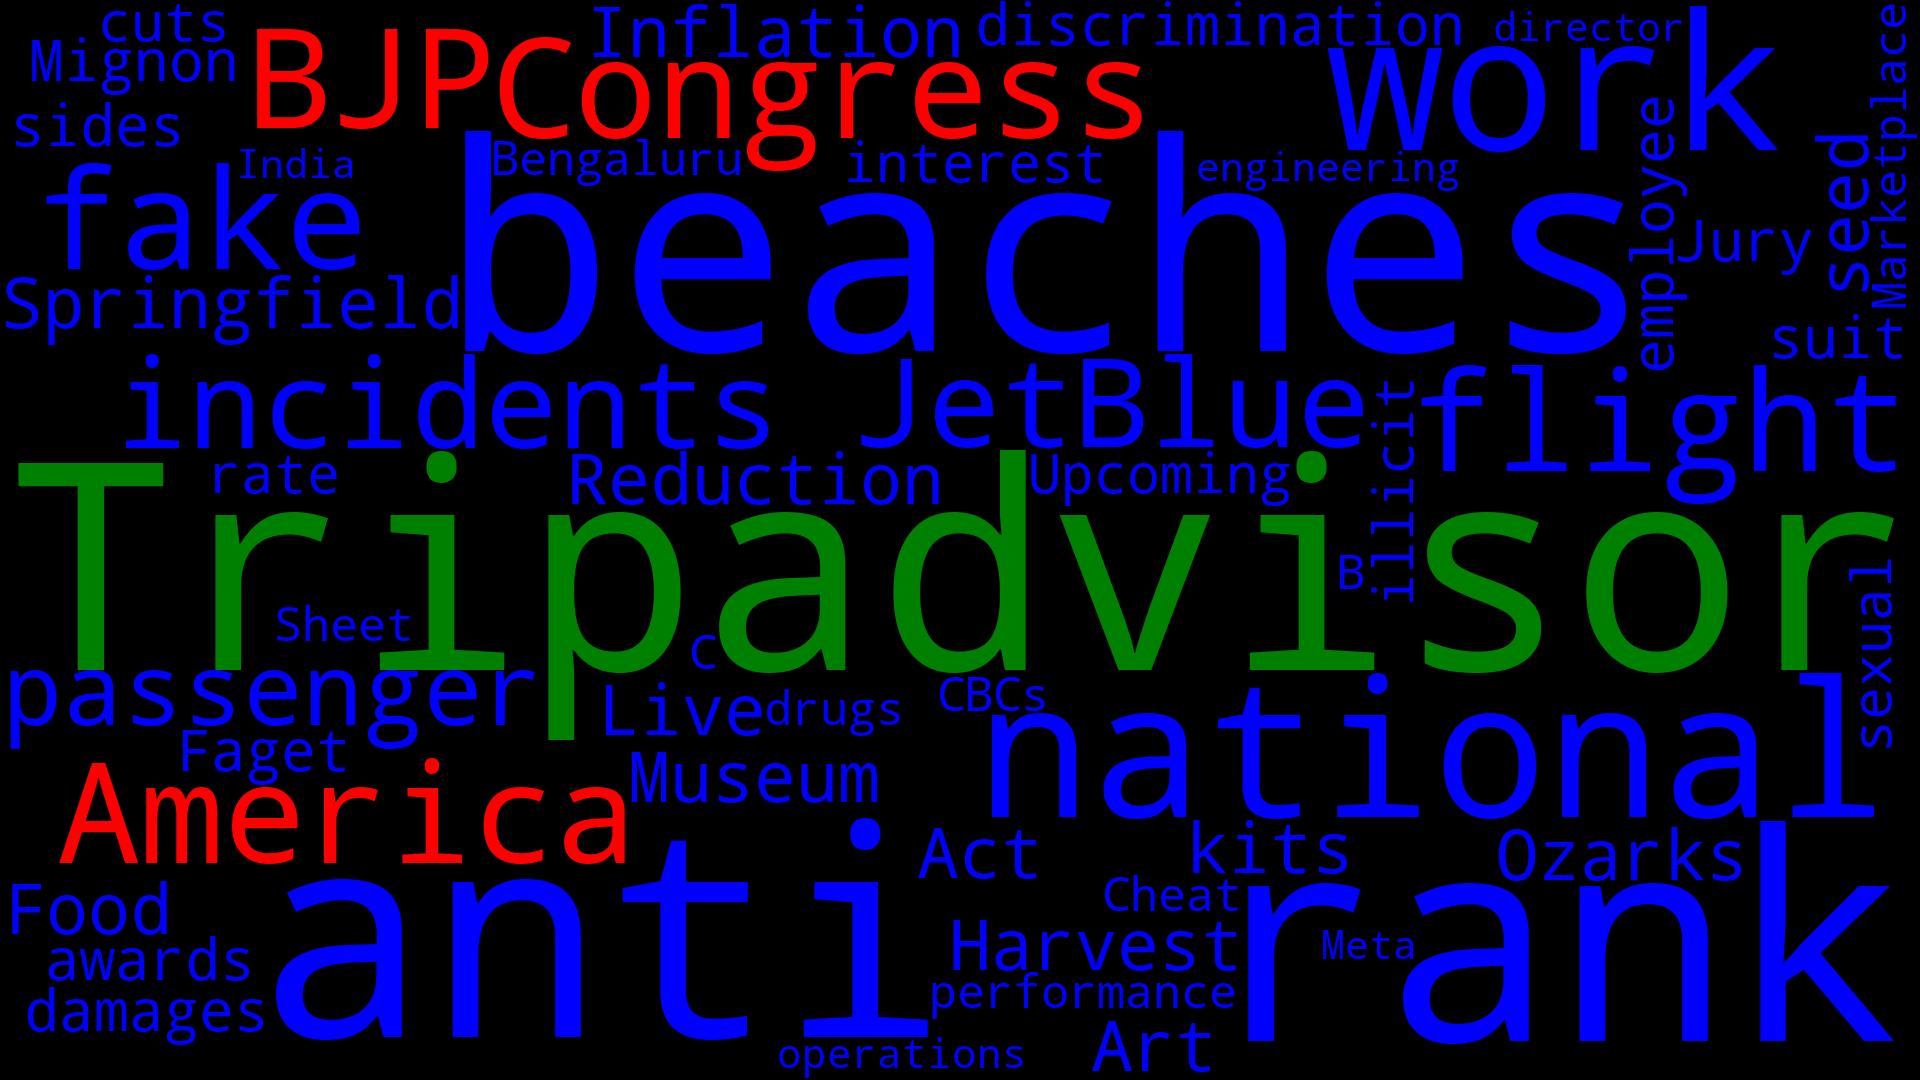 cuts
Inflation
discrimination
director
Mignon
BJP
Congress
Work
Marketplace
sides
India
Bengaluru
interest
engineering
employee
seed
fake
beaches
Jury
Springfield
suit
incidents
JetBlue
illicit
flight
rate
Reduction
Upcoming
Tripadvisor
B
sexual
Sheet
C
passenger
Live
drugs
CBCs
national
Faget
Museum
America
Act
kits
Ozarks
Food
anti
Cheat
rank
awards
Harvest
Meta
damages
performance
Art
operations